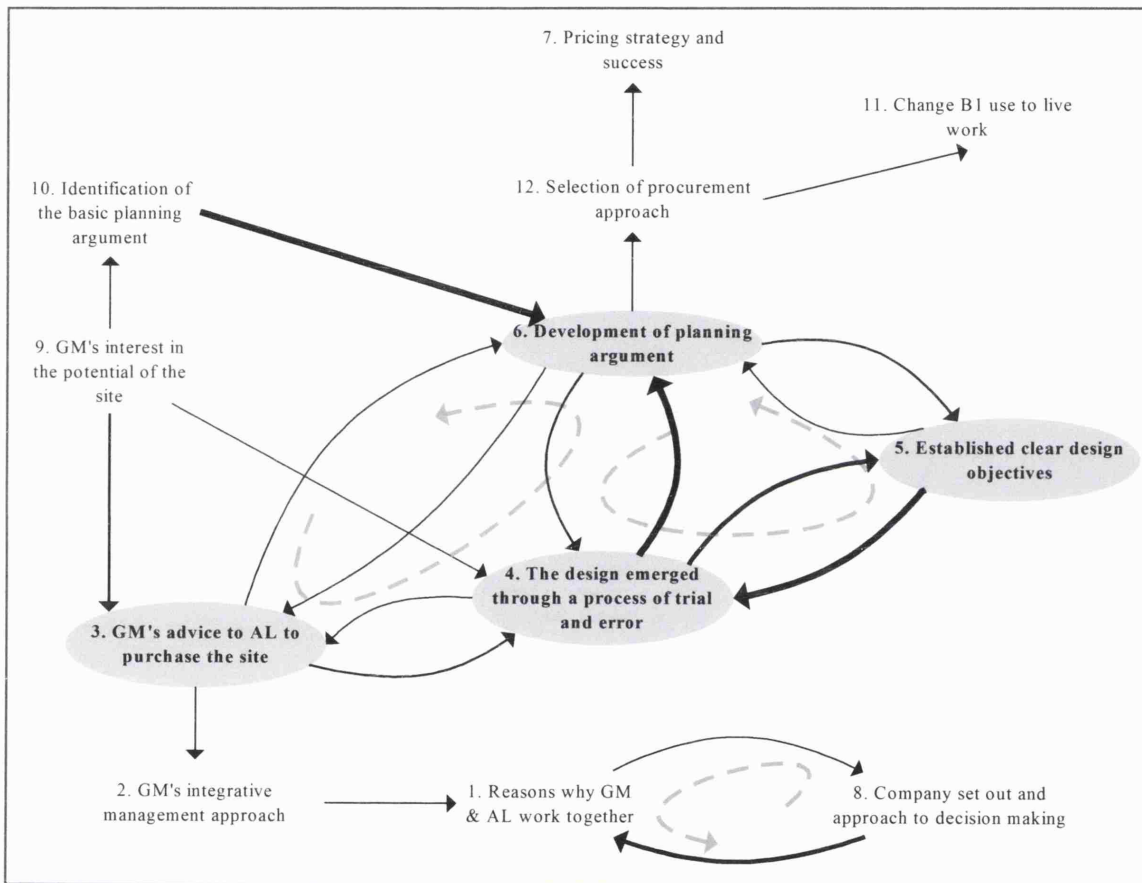 7. Pricing strategy and
success
11. Change B1 use to live
work
10. Identification of
the basic planning
argument
12. Selection of procurement
approach
6. Development of planning
argument
9. GM's interest in
the potential of the
site
5. Established clear design
objectives
4. The design emerged
through a process of trial
and error
3. GM's advice to AL to
purchase the site
2. GM's integrative
management approach
1. Reasons why GM
& AL work together
8. Company set out and
approach to decision making